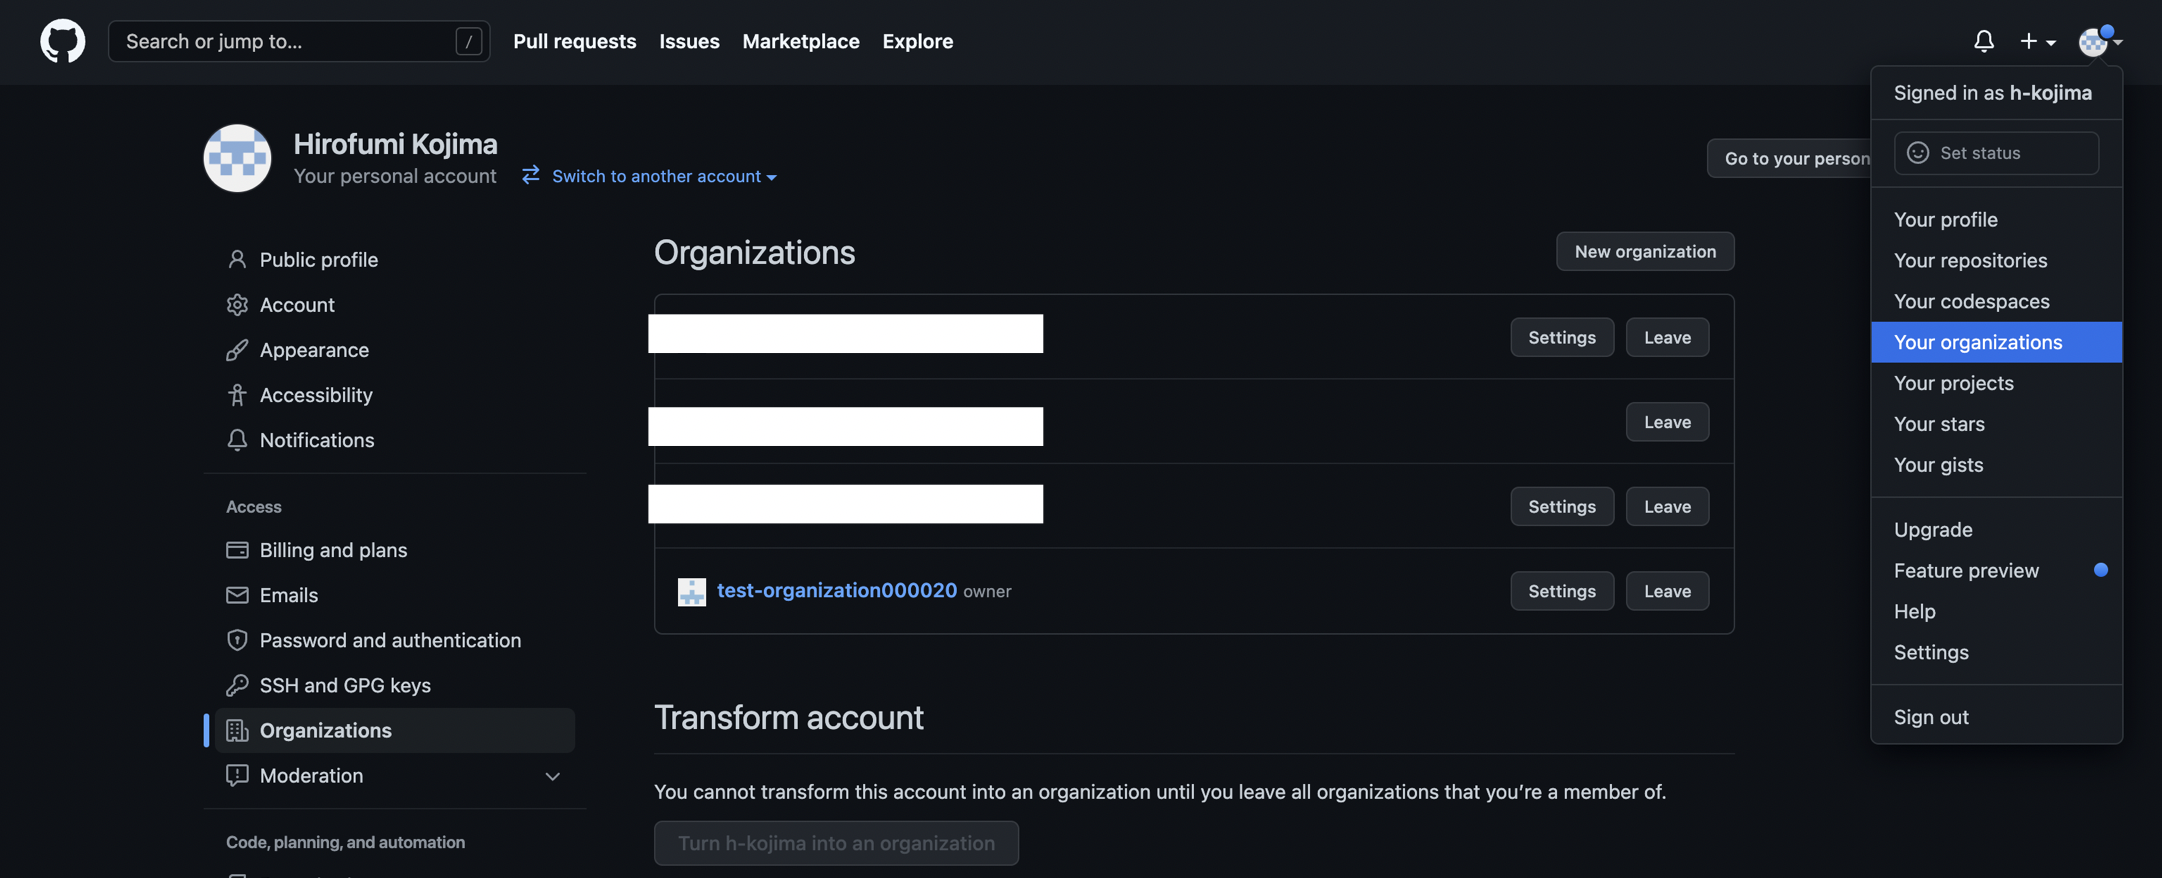 Search or jump to...
/
Pull requests
Issues
Marketplace
Explore
Signed in as h-kojima
Set status
Your profile
Your repositories
Your codespaces
Your organizations
Your projects
Your stars
Your gists
Upgrade
Feature preview
Help
Settings
Sign out
Hirofumi Kojima
Your personal account
Switch to another account
Go to your person
Public profile
Account
Appearance
Accessibility
Notifications
Access
Billing and plans
Emails
Password and authentication
SSH and GPG keys
Organizations
Moderation
Code, planning, and automation
Organizations
New organization
Settings
Leave
Leave
Settings
Leave
test-organization000020 owner
Settings
Leave
Transform account
You cannot transform this account into an organization until you leave all organizations that you’re a member of.
Turn h-kojima into an organization